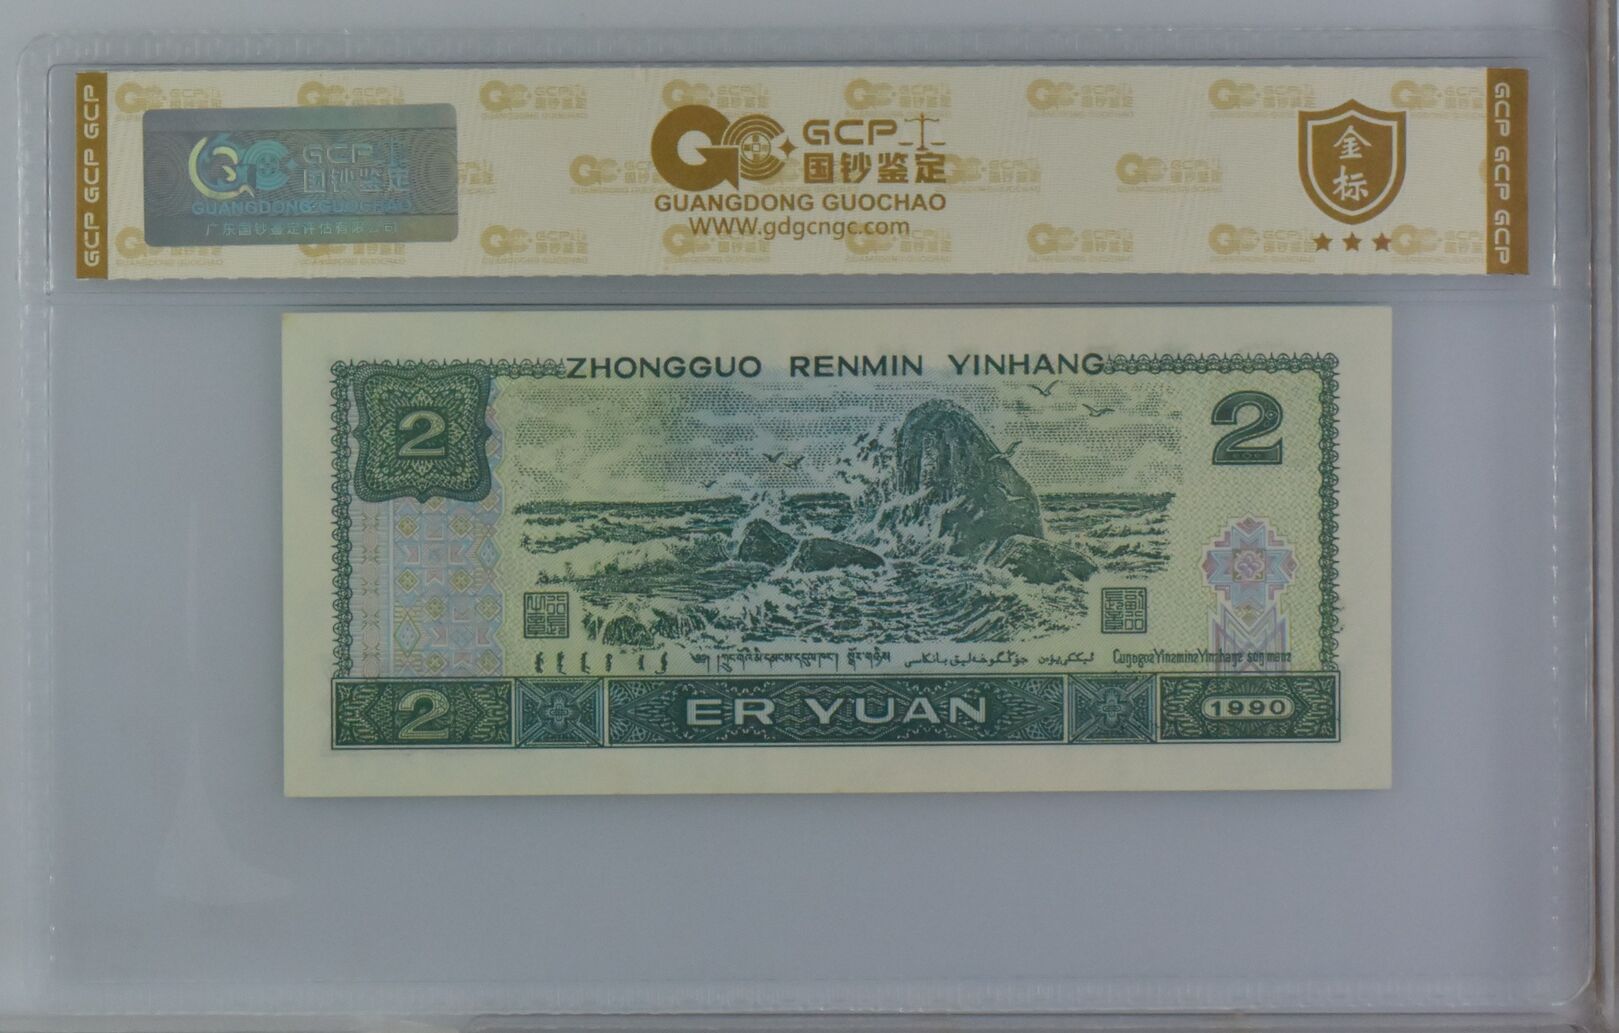 GCP GCP GCP
GCP
国钞鉴定
GUANGDONG GUOCHAO
广东国钞鉴定评估有限公司
GCP
国钞鉴定
GUANGDONG GUOCHAO
WWW.gdgcngc.com
金标
GCP GCP GCP
ZHONGGUO RENMIN YINHANG
2
2
2
ER YUAN
1990